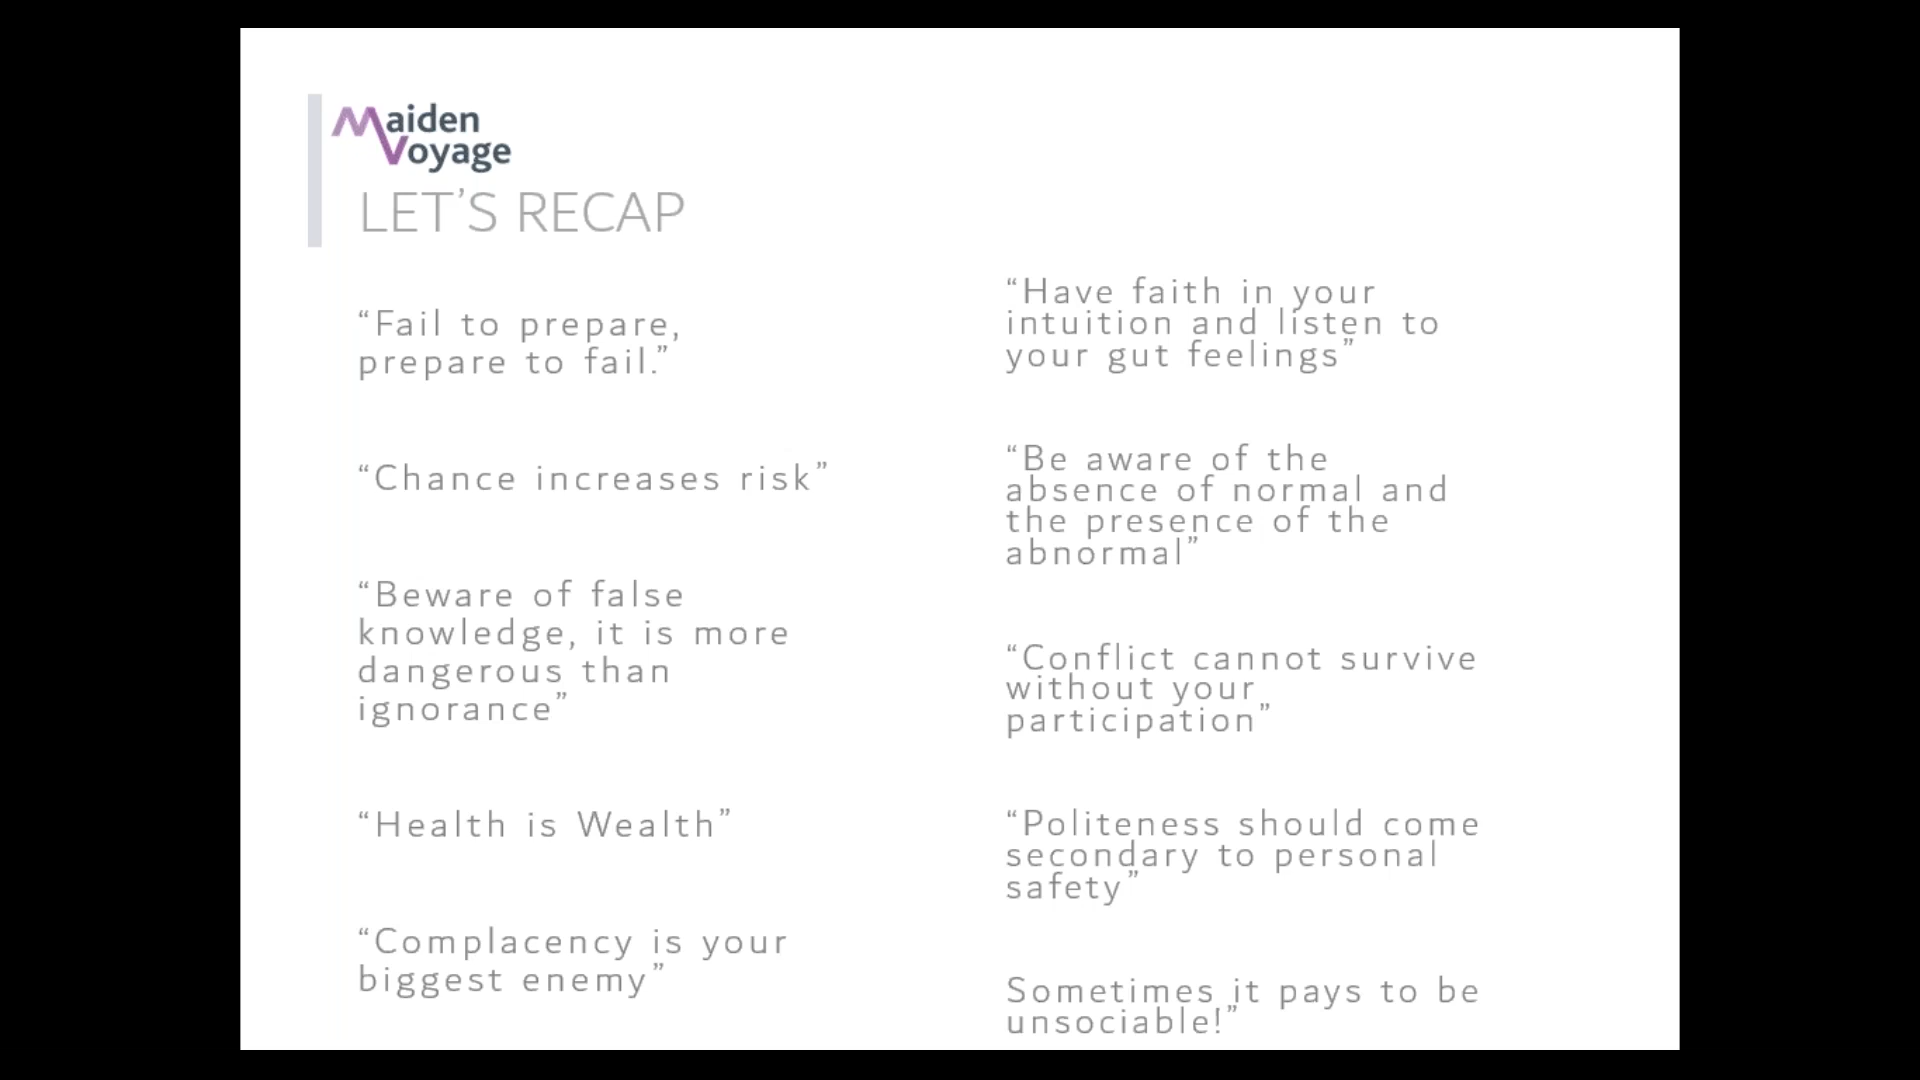 Maiden
Voyage
LET’S RECAP
“Fail to prepare,
prepare to fail.”
“Chance increases risk”
“Beware of false
knowledge, it is more
dangerous than
ignorance”
“Health is Wealth”
“Complacency is your
biggest enemy”
“Have faith in your
intuition and listen to
your gut feelings”
“Be aware of the
absence of normal and
the presence of the
abnormal”
“Conflict cannot survive
without your
participation”
“Politeness should come
secondary to personal
safety”
Sometimes it pays to be
unsociable!”